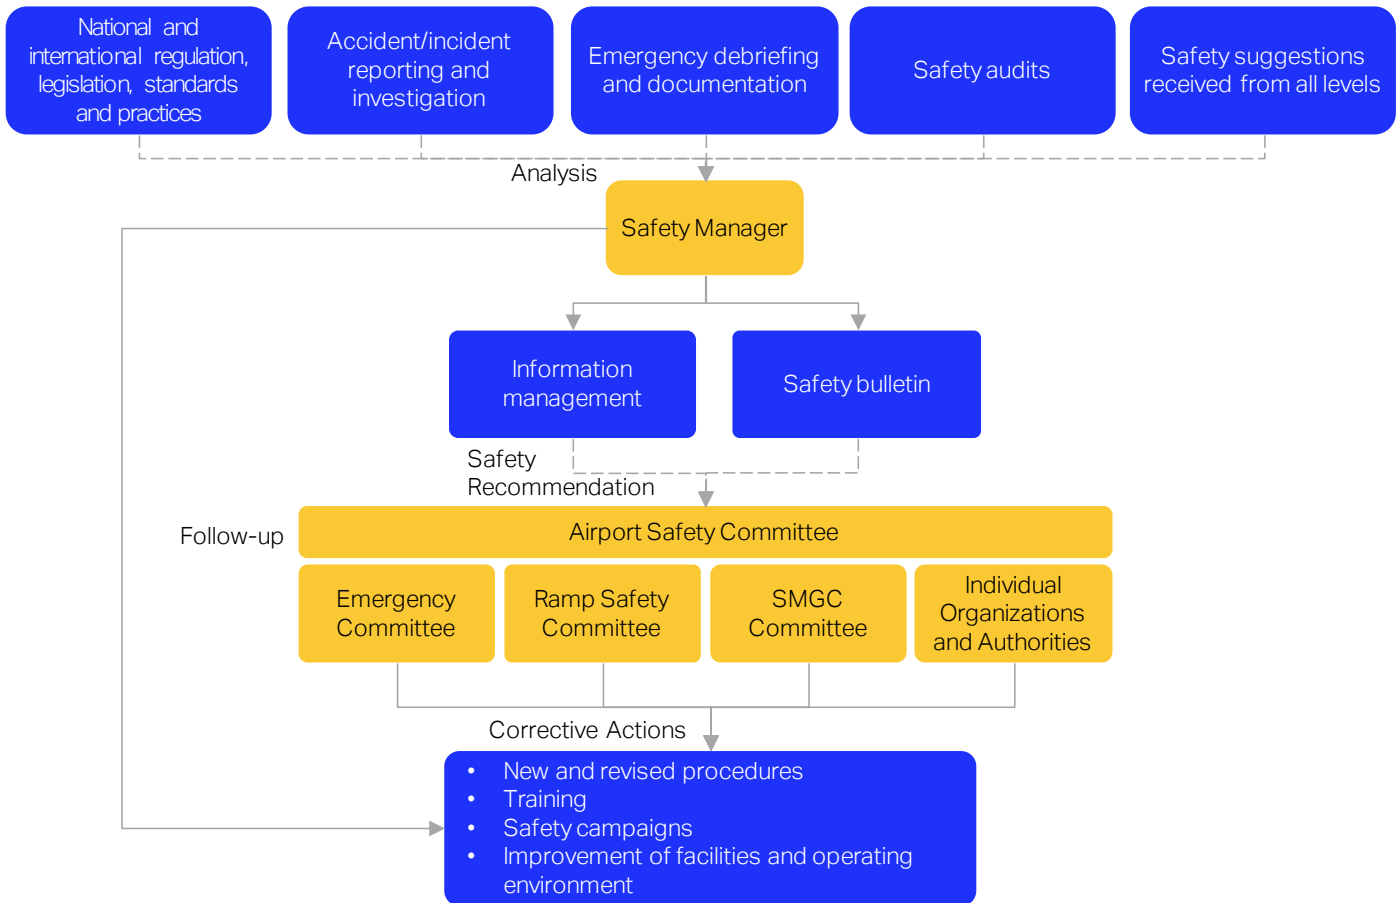 National and
international regulation,
legislation, standards
and practices
Accident/incident
reporting and
investigation
Emergency debriefing
and documentation
Safety audits
Safety suggestions
received from all levels
Analysis
Safety Manager
Information
management
Safety bulletin
Safety
Recommendation
Follow-up
Airport Safety Committee
Emergency
Committee
Ramp Safety
Committee
SMGC
Committee
Individual
Organizations
and Authorities
Corrective Actions
• New and revised procedures
• Training
• Safety campaigns
• Improvement of facilities and operating
environment